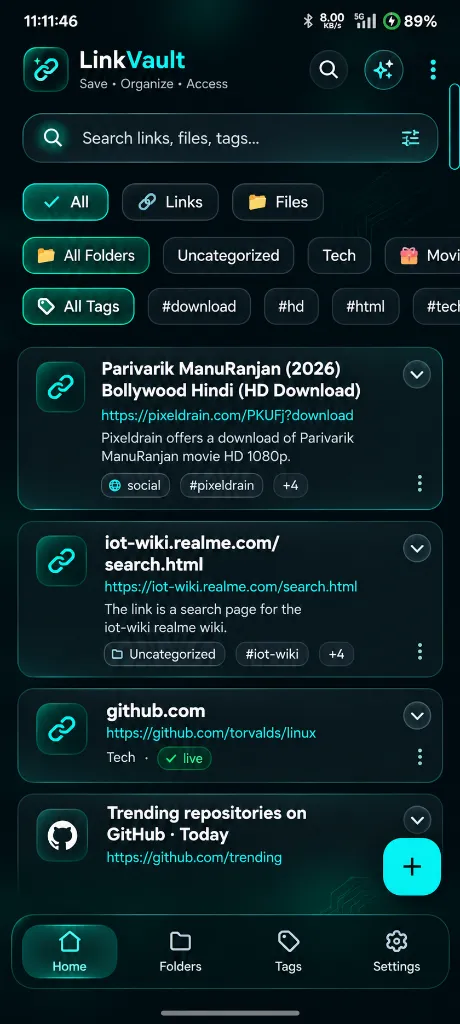 11:11:46
8.00 KB/s 5G 89%
LinkVault
Save • Organize • Access
Search links, files, tags...
All Links Files
All Folders Uncategorized Tech Movi
All Tags #download #hd #html #tech
Parivarik ManuRanjan (2026)
Bollywood Hindi (HD Download)
https://pixeldrain.com/PKUFj?download
Pixeldrain offers a download of Parivarik
ManuRanjan movie HD 1080p.
social #pixeldrain +4
iot-wiki.realme.com/
search.html
https://iot-wiki.realme.com/search.html
The link is a search page for the
iot-wiki realme wiki.
Uncategorized #iot-wiki +4
github.com
https://github.com/torvalds/linux
Tech · live
Trending repositories on
GitHub · Today
https://github.com/trending
+
Home Folders Tags Settings